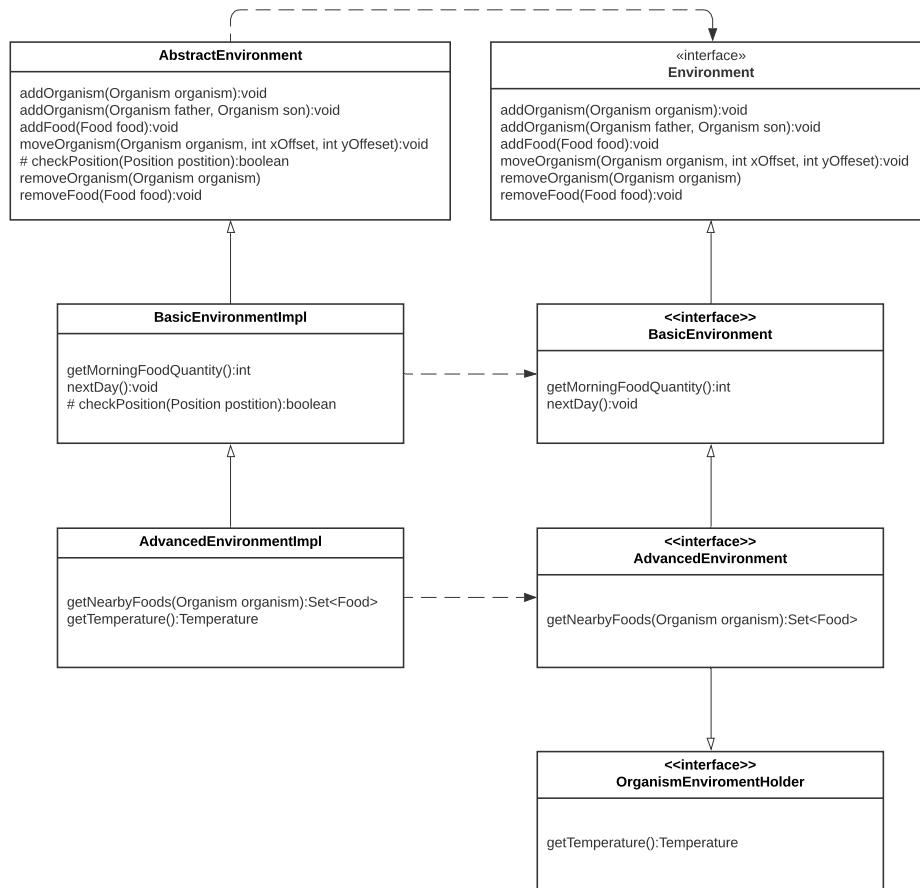 AbstractEnvironment
addOrganism(Organism organism):void
addOrganism(Organism father, Organism son):void
addFood(Food food):void
moveOrganism(Organism organism, int xOffset, int yOffeset):void
# checkPosition(Position postition):boolean
removeOrganism(Organism organism)
removeFood(Food food):void
«interface»
Environment
addOrganism(Organism organism):void
addOrganism(Organism father, Organism son):void
addFood(Food food):void
moveOrganism(Organism organism, int xOffset, int yOffeset):void
removeOrganism(Organism organism)
removeFood(Food food):void
BasicEnvironmentImpl
getMorningFoodQuantity():int
nextDay():void
# checkPosition(Position postition):boolean
<<interface>>
BasicEnvironment
getMorningFoodQuantity():int
nextDay():void
AdvancedEnvironmentImpl
getNearbyFoods(Organism organism):Set<Food>
getTemperature():Temperature
<<interface>>
AdvancedEnvironment
getNearbyFoods(Organism organism):Set<Food>
<<interface>>
OrganismEnviromentHolder
getTemperature():Temperature